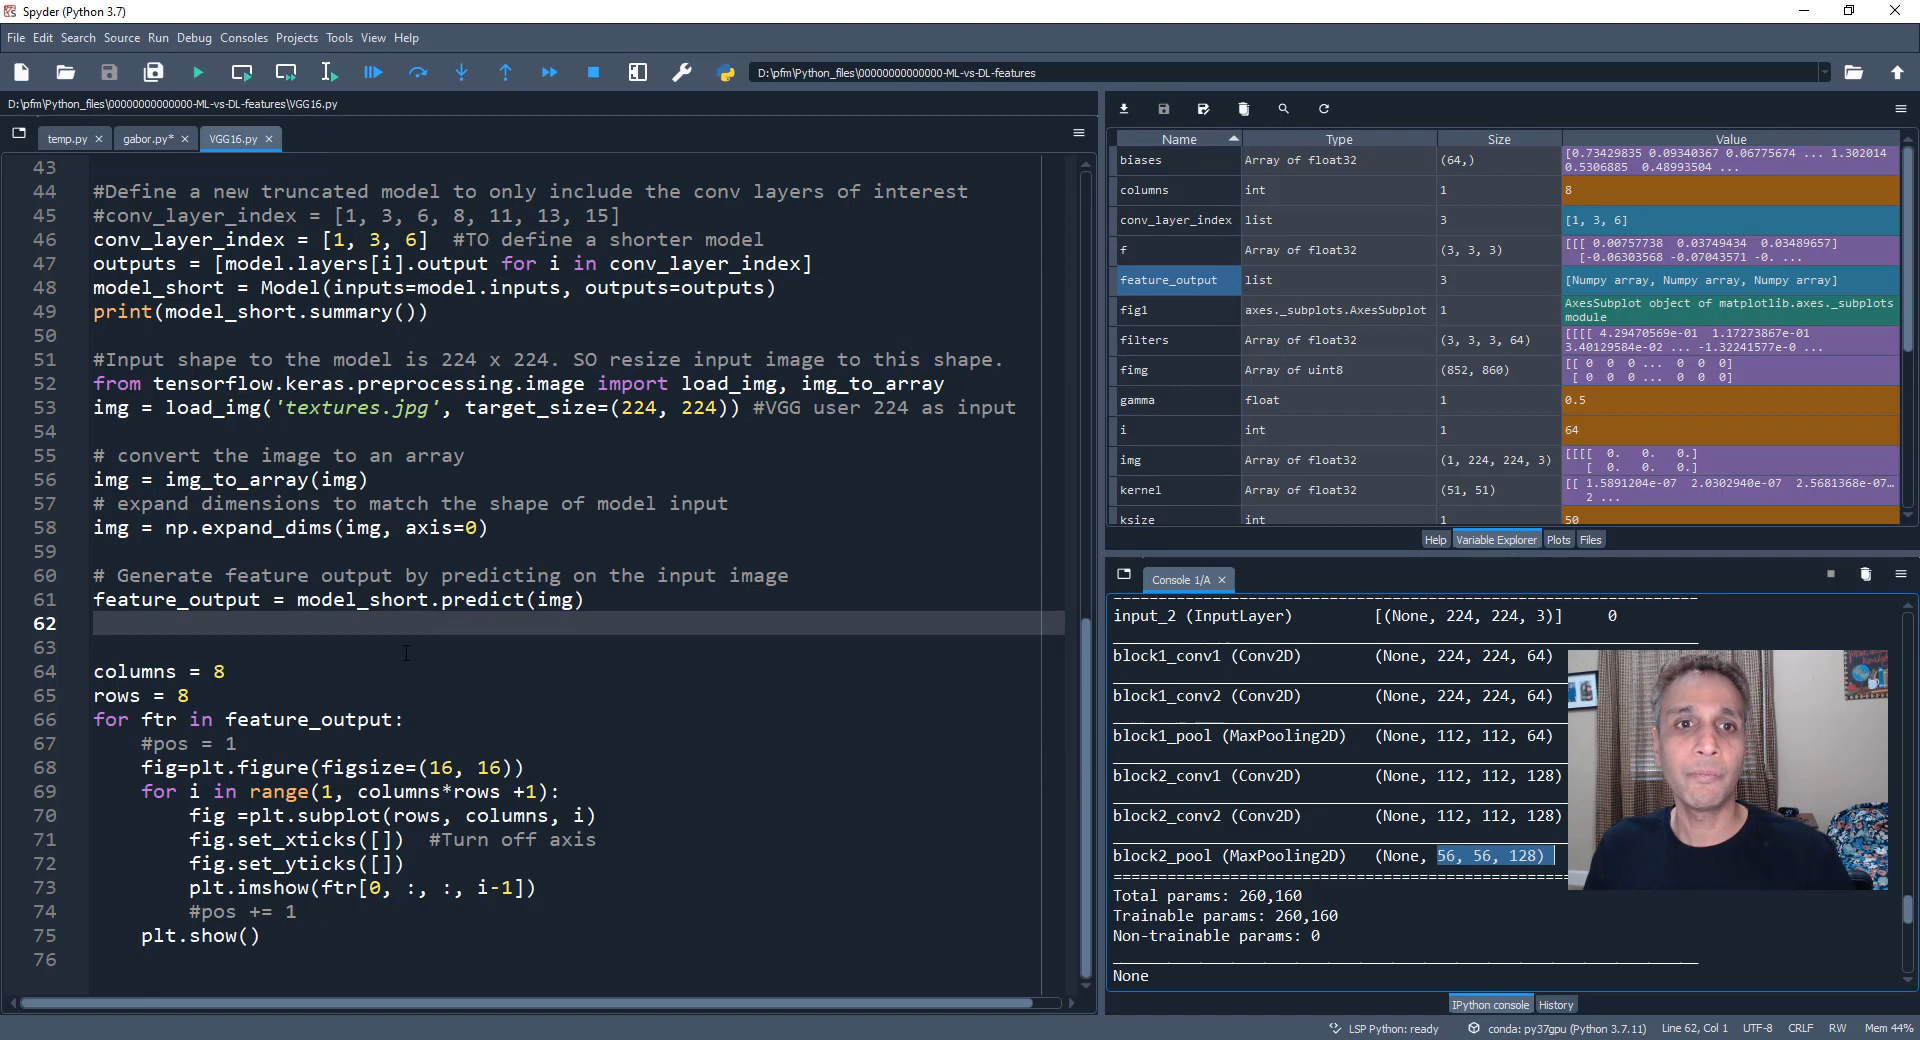 Spyder (Python 3.7)
File Edit Search Source Run Debug Consoles Projects Tools View Help
D:\pfm\Python_files\00000000000000-ML-vs-DL-features
D:\pfm\Python_files\00000000000000-ML-vs-DL-features\VGG16.py
temp.py gabor.py* VGG16.py
43
44 #Define a new truncated model to only include the conv layers of interest
45 #conv_layer_index = [1, 3, 6, 8, 11, 13, 15]
46 conv_layer_index = [1, 3, 6]  #TO define a shorter model
47 outputs = [model.layers[i].output for i in conv_layer_index]
48 model_short = Model(inputs=model.inputs, outputs=outputs)
49 print(model_short.summary())
50
51 #Input shape to the model is 224 x 224. SO resize input image to this shape.
52 from tensorflow.keras.preprocessing.image import load_img, img_to_array
53 img = load_img('textures.jpg', target_size=(224, 224)) #VGG user 224 as input
54
55 # convert the image to an array
56 img = img_to_array(img)
57 # expand dimensions to match the shape of model input
58 img = np.expand_dims(img, axis=0)
59
60 # Generate feature output by predicting on the input image
61 feature_output = model_short.predict(img)
62
63
64 columns = 8
65 rows = 8
66 for ftr in feature_output:
67     #pos = 1
68     fig=plt.figure(figsize=(16, 16))
69     for i in range(1, columns*rows +1):
70         fig =plt.subplot(rows, columns, i)
71         fig.set_xticks([])  #Turn off axis
72         fig.set_yticks([])
73         plt.imshow(ftr[0, :, :, i-1])
74         #pos += 1
75     plt.show()
76
Name Type Size Value
biases Array of float32 (64,) [0.73429835 0.09340367 0.06775674 ... 1.302014
0.5306885 0.48993504 ...
columns int 1 8
conv_layer_index list 3 [1, 3, 6]
f Array of float32 (3, 3, 3) [[[ 0.00757738 0.03749434 0.03489657]
[-0.06303568 -0.07043571 -0. ...
feature_output list 3 [Numpy array, Numpy array, Numpy array]
fig1 axes._subplots.AxesSubplot 1 AxesSubplot object of matplotlib.axes._subplots
module
filters Array of float32 (3, 3, 3, 64) [[[[ 4.29470569e-01 1.17273867e-01
3.40129584e-02 ... -1.32241577e-0 ...
fimg Array of uint8 (852, 860) [[ 0 0 0 ... 0 0 0]
[ 0 0 0 ... 0 0 0]
gamma float 1 0.5
i int 1 64
img Array of float32 (1, 224, 224, 3) [[[[ 0. 0. 0.]
[ 0. 0. 0.]
kernel Array of float32 (51, 51) [[ 1.5891204e-07 2.0302940e-07 2.5681368e-07...
2 ...
ksize int 1 50
Help Variable Explorer Plots Files
Console 1/A
input_2 (InputLayer) [(None, 224, 224, 3)] 0
block1_conv1 (Conv2D) (None, 224, 224, 64)
block1_conv2 (Conv2D) (None, 224, 224, 64)
block1_pool (MaxPooling2D) (None, 112, 112, 64)
block2_conv1 (Conv2D) (None, 112, 112, 128)
block2_conv2 (Conv2D) (None, 112, 112, 128)
block2_pool (MaxPooling2D) (None, 56, 56, 128)
Total params: 260,160
Trainable params: 260,160
Non-trainable params: 0
None
IPython console History
LSP Python: ready conda: py37gpu (Python 3.7.11) Line 62, Col 1 UTF-8 CRLF RW Mem 44%